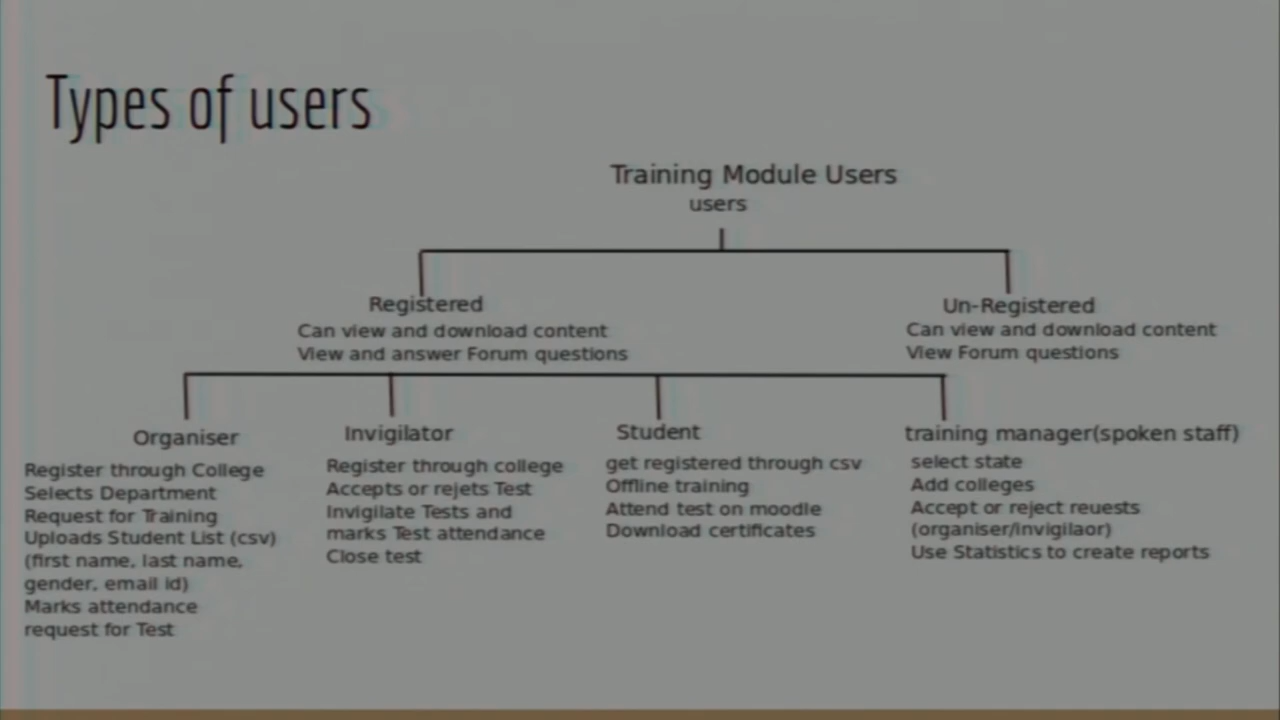 Types of users
Training Module Users
users
Registered
Can view and download content
View and answer Forum questions
Un-Registered
Can view and download content
View Forum questions
Organiser
Register through College
Selects Department
Request for Training
Uploads Student List (csv)
(first name, last name,
gender, email id)
Marks attendance
request for Test
Invigilator
Register through college
Accepts or rejets Test
Invigilate Tests and
marks Test attendance
Close test
Student
get registered through csv
Offline training
Attend test on moodle
Download certificates
training manager(spoken staff)
select state
Add colleges
Accept or reject reuests
(organiser/invigilaor)
Use Statistics to create reports